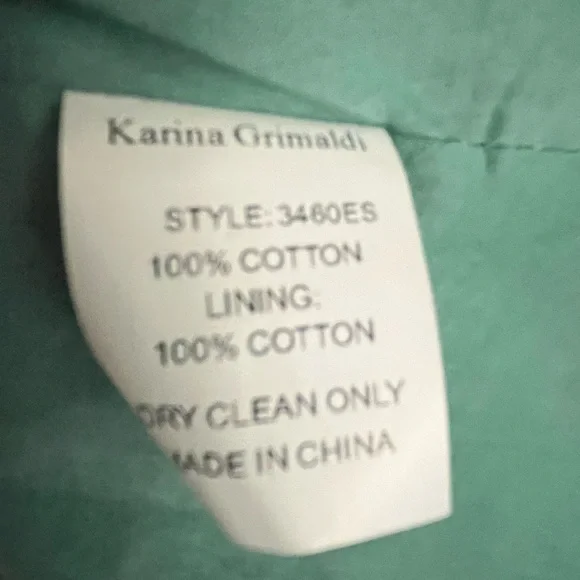 Karina Grimaldi
STYLE: 3460ES
100% COTTON
LINING:
100% COTTON
DRY CLEAN ONLY
MADE IN CHINA